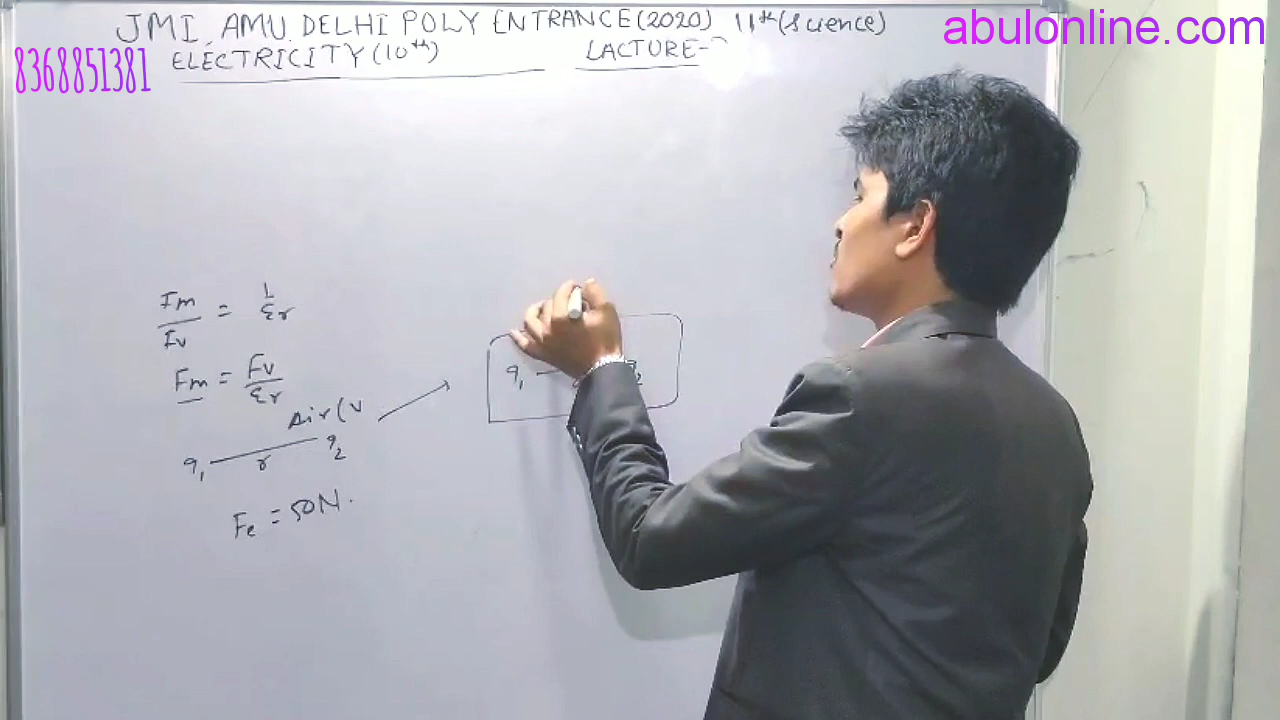 JMI, AMU, DELHI POLY ENTRANCE(2020) 11th(Science)
abulonline.com
8368851381
ELECTRICITY(10th)
LACTURE-
Fm/Fv = 1/εr
Fm = Fv/εr
Air(V
q1 r q2
q1 2
Fe = 50N.